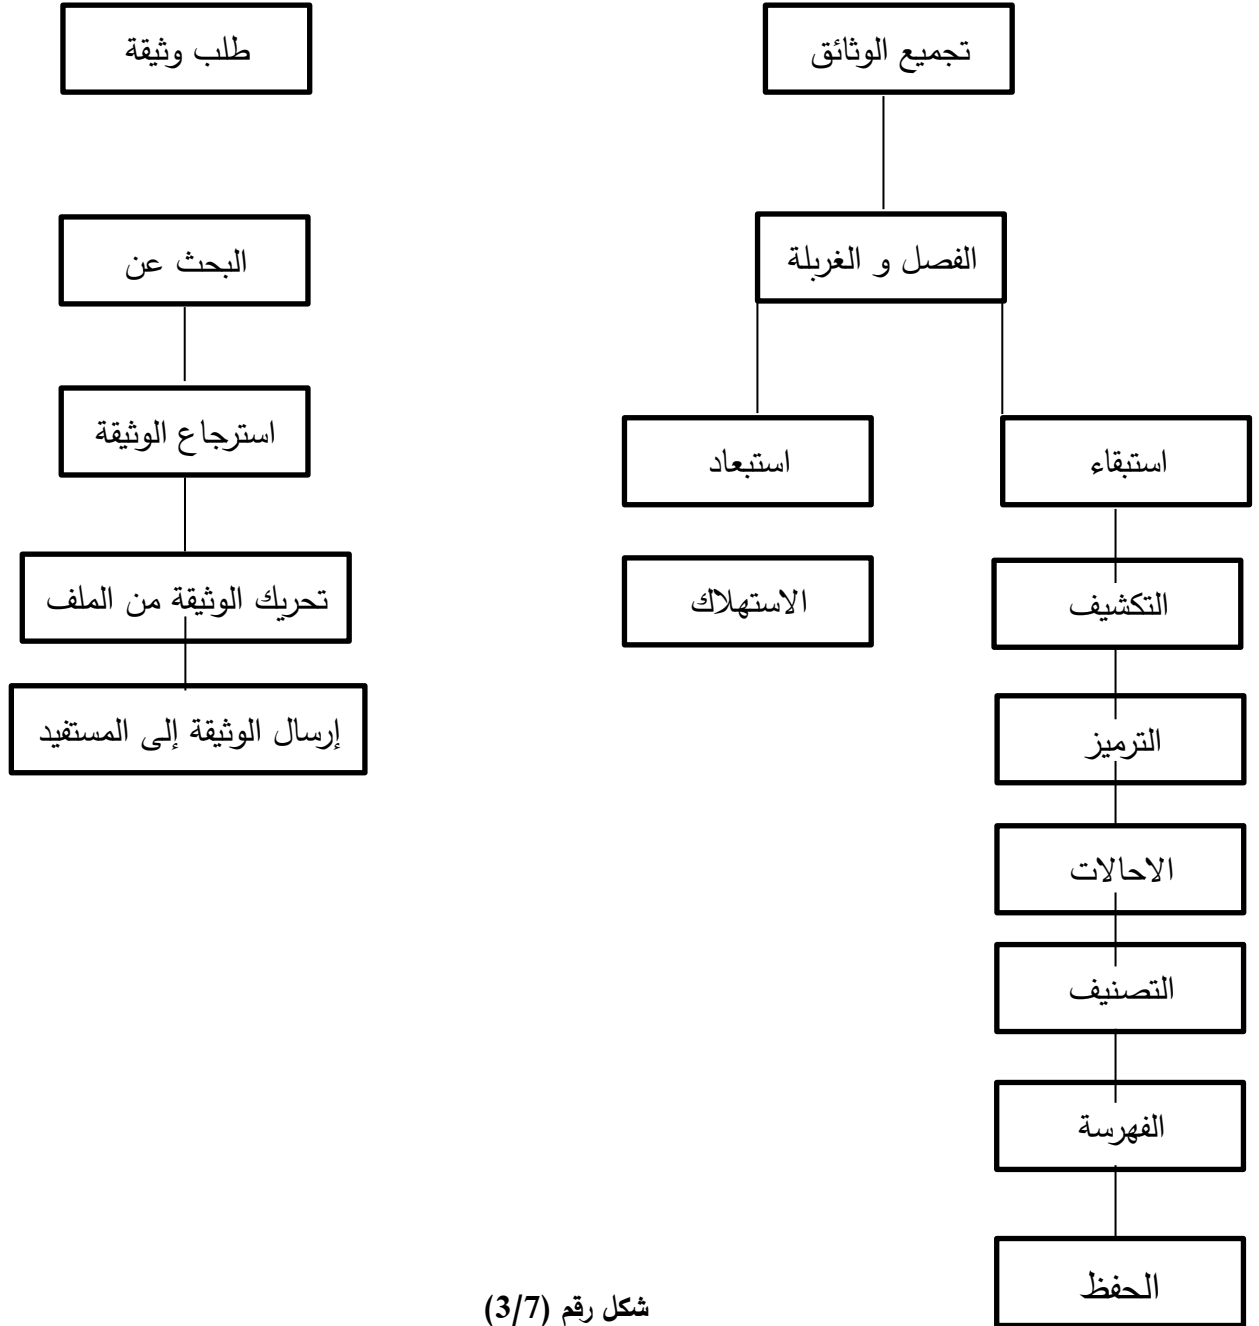 تجميع الوثائق
الفصل و الغربلة
استبقاء
استبعاد
التكشيف
الاستهلاك
الترميز
الاحالات
التصنيف
الفهرسة
الحفظ
طلب وثيقة
البحث عن
استرجاع الوثيقة
تحريك الوثيقة من الملف
إرسال الوثيقة إلى المستفيد
شكل رقم (3/7)